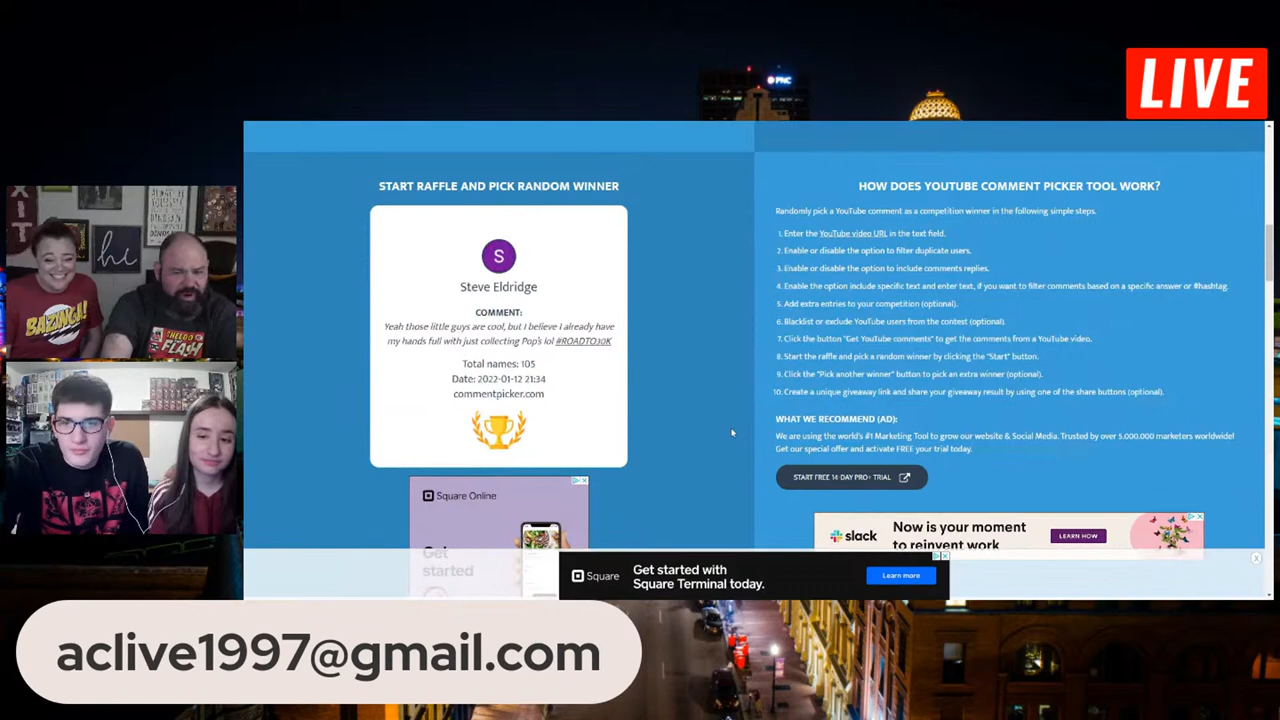 PNC
LIVE
START RAFFLE AND PICK RANDOM WINNER
S
Steve Eldridge
COMMENT:
Yeah those little guys are cool, but I believe I already have
my hands full with just collecting Pop's lol #ROADTO30K
Total names: 105
Date: 2022-01-12 21:34
commentpicker.com
HOW DOES YOUTUBE COMMENT PICKER TOOL WORK?
Randomly pick a YouTube comment as a competition winner in the following simple steps.
1. Enter the YouTube video URL in the text field.
2. Enable or disable the option to filter duplicate users.
3. Enable or disable the option to include comments replies.
4. Enable the option include specific text and enter text, if you want to filter comments based on a specific answer or #hashtag.
5. Add extra entries to your competition (optional).
6. Blacklist or exclude YouTube users from the contest (optional).
7. Click the button "Get YouTube comments" to get the comments from a YouTube video.
8. Start the raffle and pick a random winner by clicking the "Start" button.
9. Click the "Pick another winner" button to pick an extra winner (optional).
10. Create a unique giveaway link and share your giveaway result by using one of the share buttons (optional).
WHAT WE RECOMMEND (AD):
We are using the world's #1 Marketing Tool to grow our website & Social Media. Trusted by over 5.000.000 marketers worldwide!
Get our special offer and activate FREE your trial today.
START FREE 14-DAY PRO+ TRIAL
Square Online
Get
started
slack
Now is your moment
to reinvent work
LEARN HOW
Square
Get started with
Square Terminal today.
Learn more
EXIT
hi
BAZINGA!
FLASH
aclive1997@gmail.com